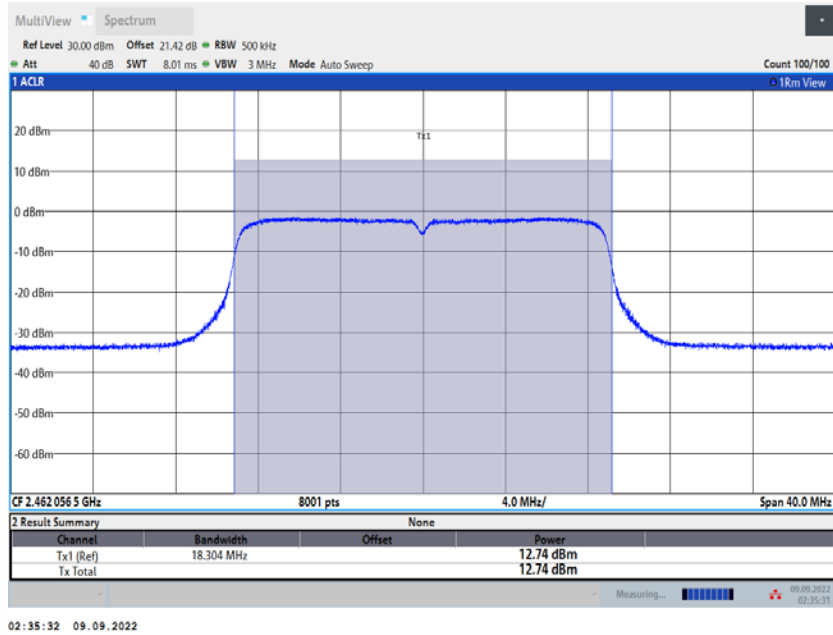 MultiView Spectrum
Ref Level 30.00 dBm Offset 21.42 dB RBW 500 kHz
Att 40 dB SWT 8.01 ms VBW 3 MHz Mode Auto Sweep Count 100/100
1 ACLR 1Rm View
Tx1
20 dBm
10 dBm
0 dBm
-10 dBm
-20 dBm
-30 dBm
-40 dBm
-50 dBm
-60 dBm
CF 2.462 056 5 GHz 8001 pts 4.0 MHz/ Span 40.0 MHz
2 Result Summary None
Channel Bandwidth Offset Power
Tx1 (Ref) 18.304 MHz 12.74 dBm
Tx Total 12.74 dBm
Measuring... 09.09.2022
02:35:31
02:35:32 09.09.2022